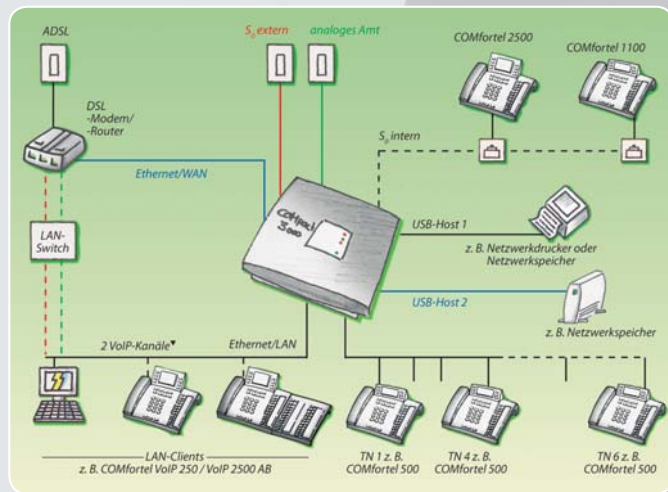 ADSL
S₀ extern
analoges Amt
COMfortel 2500
COMfortel 1100
DSL
-Modem/
-Router
S₀ intern
Ethernet/WAN
LAN-
Switch
COMpact
3000
USB-Host 1
z. B. Netzwerkdrucker oder
Netzwerkspeicher
USB-Host 2
z. B. Netzwerkspeicher
2 VoIP-Kanäle▼
Ethernet/LAN
LAN-Clients
z. B. COMfortel VoIP 250 / VoIP 2500 AB
TN 1 z. B.
COMfortel 500
TN 4 z. B.
COMfortel 500
TN 6 z. B.
COMfortel 500